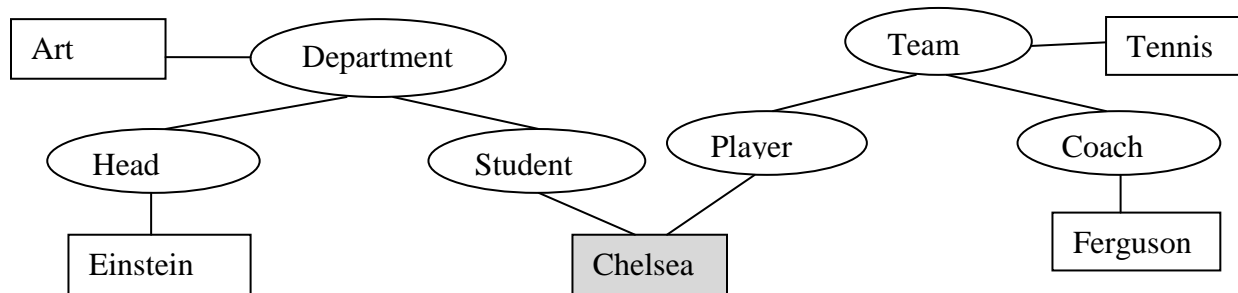 Art
Department
Team
Tennis
Head
Student
Player
Coach
Einstein
Chelsea
Ferguson